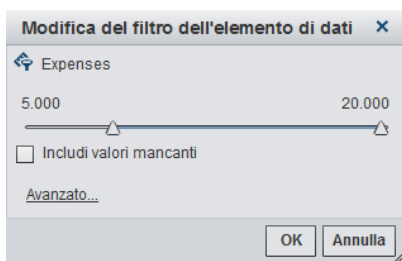 Modifica del filtro dell'elemento di dati
Expenses
5.000 20.000
Includi valori mancanti
Avanzato...
OK Annulla